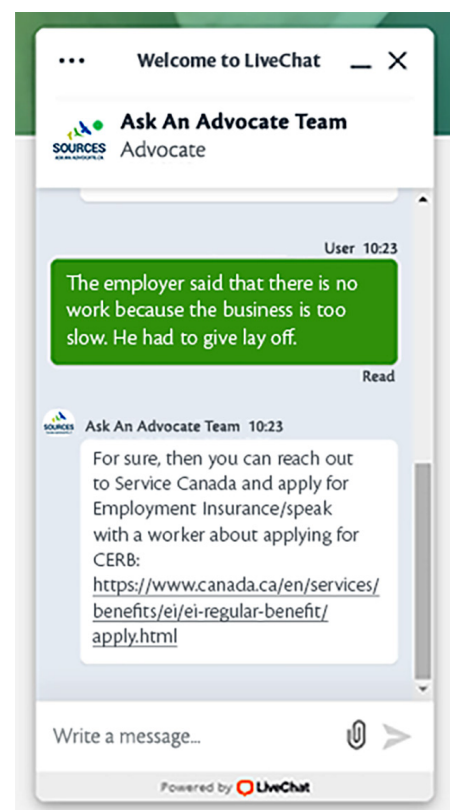 Welcome to LiveChat
Ask An Advocate Team
SOURCES
Advocate
User 10:23
The employer said that there is no
work because the business is too
slow. He had to give lay off.
Read
SOURCES
Ask An Advocate Team 10:23
For sure, then you can reach out
to Service Canada and apply for
Employment Insurance/speak
with a worker about applying for
CERB:
https://www.canada.ca/en/services/
benefits/ei/ei-regular-benefit/
apply.html
Write a message...
Powered by LiveChat